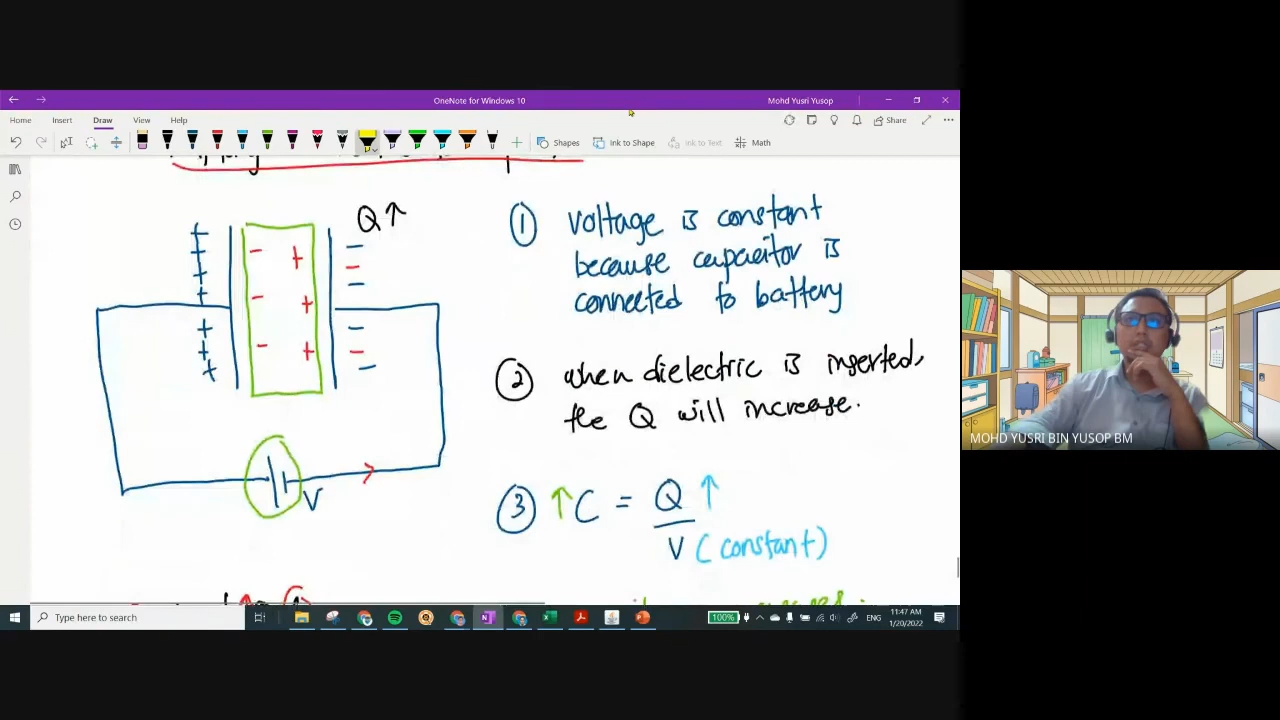 OneNote for Windows 10
Mohd Yusri Yusop
Home Insert Draw View Help
Share
Shapes
Ink to Shape
Ink to Text
Math
Q↑
① voltage is constant
because capacitor is
connected to battery
② when dielectric is inserted,
the Q will increase.
③ ↑C = Q↑
V (constant)
V
MOHD YUSRI BIN YUSOP BM
Type here to search
100%
ENG
11:47 AM
1/20/2022